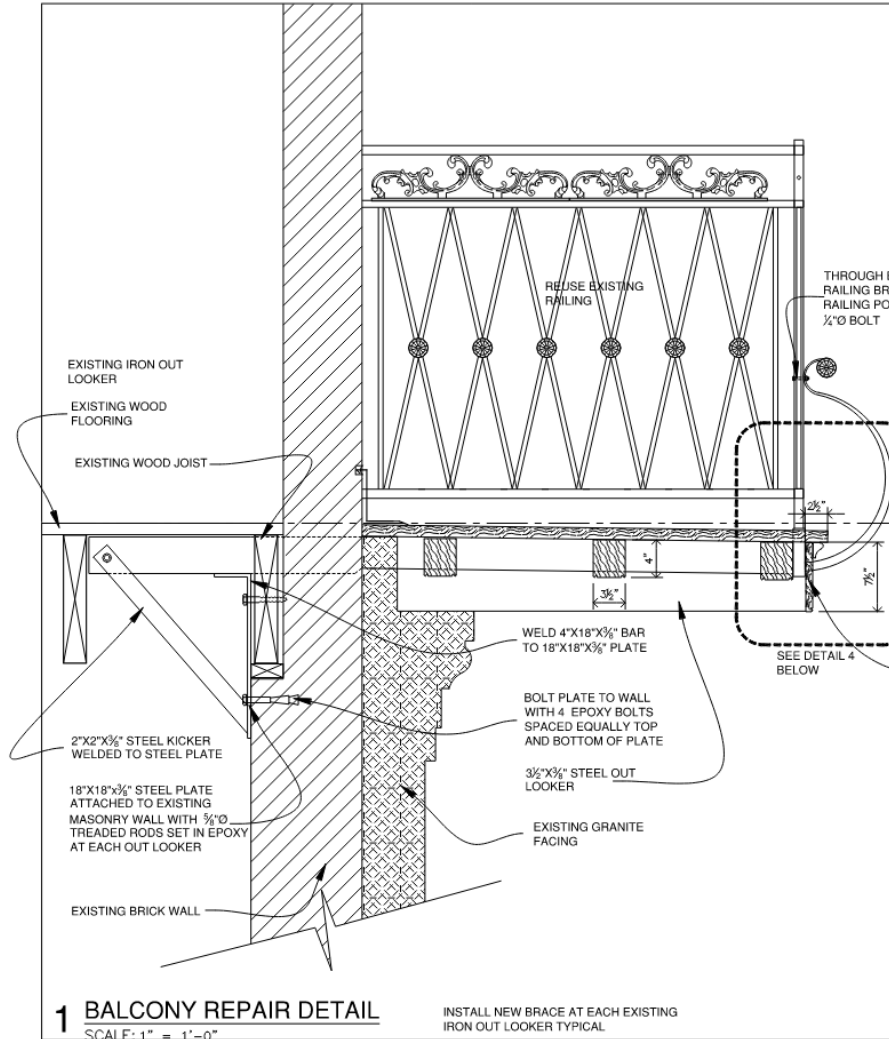 REUSE EXISTING
RAILING
THROUGH
RAILING
RAILING
¼"Ø BOLT
EXISTING IRON OUT
LOOKER
EXISTING WOOD
FLOORING
EXISTING WOOD JOIST
2½"
4"
3½"
7½"
SEE DETAIL 4
BELOW
WELD 4"X18"X⅜" BAR
TO 18"X18"X⅜" PLATE
BOLT PLATE TO WALL
WITH 4 EPOXY BOLTS
SPACED EQUALLY TOP
AND BOTTOM OF PLATE
3½"X⅜" STEEL OUT
LOOKER
EXISTING GRANITE
FACING
2"X2"X⅜" STEEL KICKER
WELDED TO STEEL PLATE
18"X18"x⅜" STEEL PLATE
ATTACHED TO EXISTING
MASONRY WALL WITH ⅝"Ø
TREADED RODS SET IN EPOXY
AT EACH OUT LOOKER
EXISTING BRICK WALL
1 BALCONY REPAIR DETAIL
SCALE: 1" = 1'-0"
INSTALL NEW BRACE AT EACH EXISTING
IRON OUT LOOKER TYPICAL